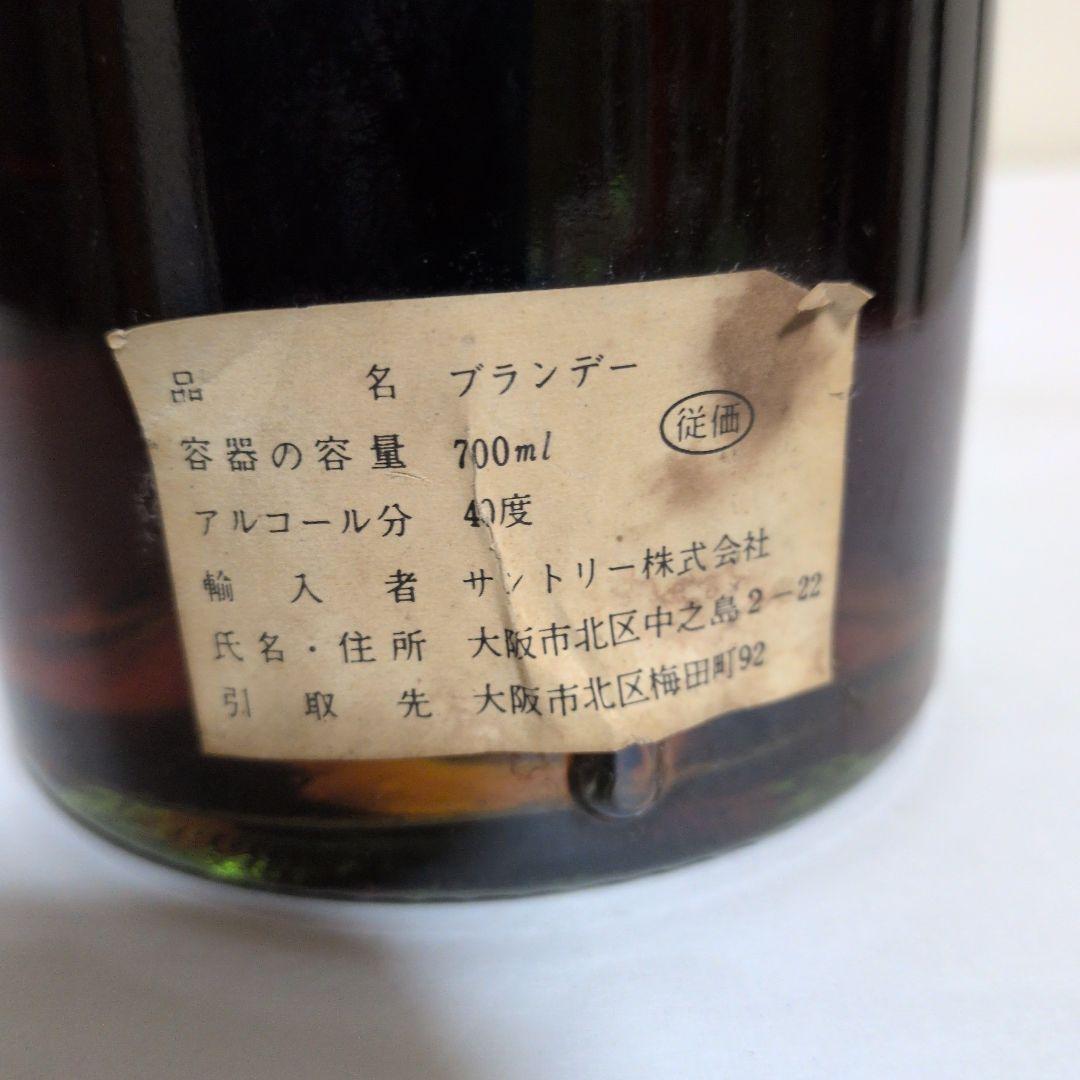 品名 ブランデー
従価
容器の容量 700ml
アルコール分 40度
輸入者 サントリー株式会社
氏名・住所 大阪市北区中之島2-22
引取先 大阪市北区梅田町92